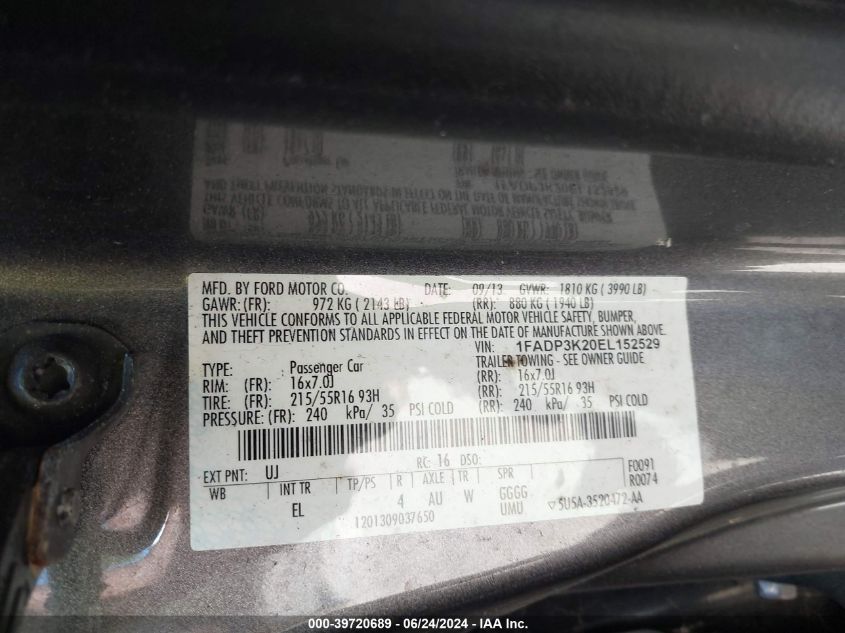 MFD. BY FORD MOTOR CO. DATE: 09/13 GVWR: 1810 KG ( 3990 LB)
GAWR: (FR): 972 KG ( 2143 LB) (RR): 880 KG ( 1940 LB)
THIS VEHICLE CONFORMS TO ALL APPLICABLE FEDERAL MOTOR VEHICLE SAFETY, BUMPER,
AND THEFT PREVENTION STANDARDS IN EFFECT ON THE DATE OF MANUFACTURE SHOWN ABOVE.
VIN: 1FADP3K20EL152529
TYPE: Passenger Car TRAILER TOWING - SEE OWNER GUIDE.
RIM: (FR): 16x7.0J (RR): 16x7.0J
TIRE: (FR): 215/55R16 93H (RR): 215/55R16 93H
PRESSURE: (FR): 240 kPa/ 35 PSI COLD (RR): 240 kPa/ 35 PSI COLD
EXT PNT: UJ RC: 16 DSO: F0091
R0074
WB INT TR TP/PS R AXLE TR SPR
EL 4 AU W GGGG
UMU
1201309037650 5U5A-3520472-AA
000-39720689 - 06/24/2024 - IAA Inc.